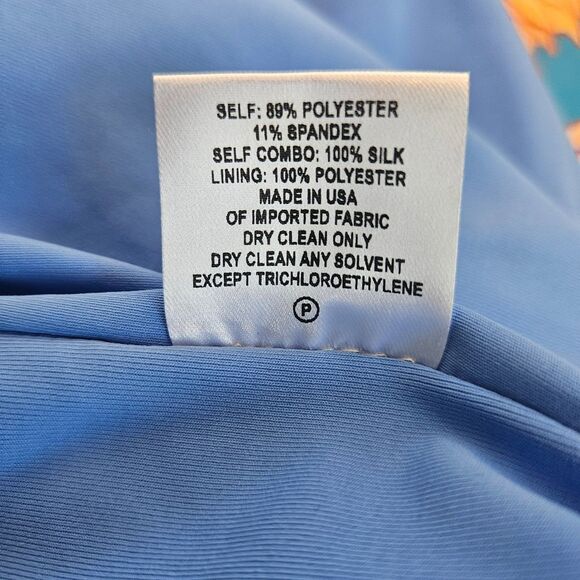 SELF: 89% POLYESTER
11% SPANDEX
SELF COMBO: 100% SILK
LINING: 100% POLYESTER
MADE IN USA
OF IMPORTED FABRIC
DRY CLEAN ONLY
DRY CLEAN ANY SOLVENT
EXCEPT TRICHLOROETHYLENE
P